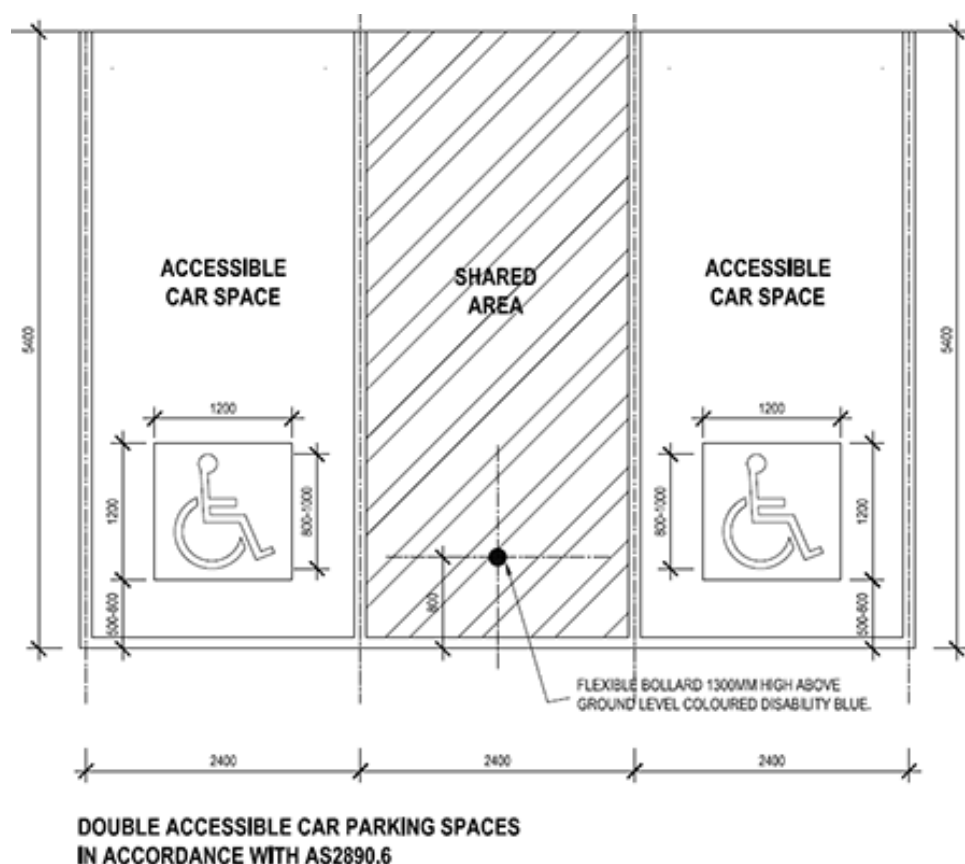 ACCESSIBLE
CAR SPACE
SHARED
AREA
ACCESSIBLE
CAR SPACE
5400
5400
1200
1200
1200
800-1000
800-1000
1200
500-600
800
500-600
FLEXIBLE BOLLARD 1300MM HIGH ABOVE
GROUND LEVEL COLOURED DISABILITY BLUE.
2400
2400
2400
DOUBLE ACCESSIBLE CAR PARKING SPACES
IN ACCORDANCE WITH AS2890.6